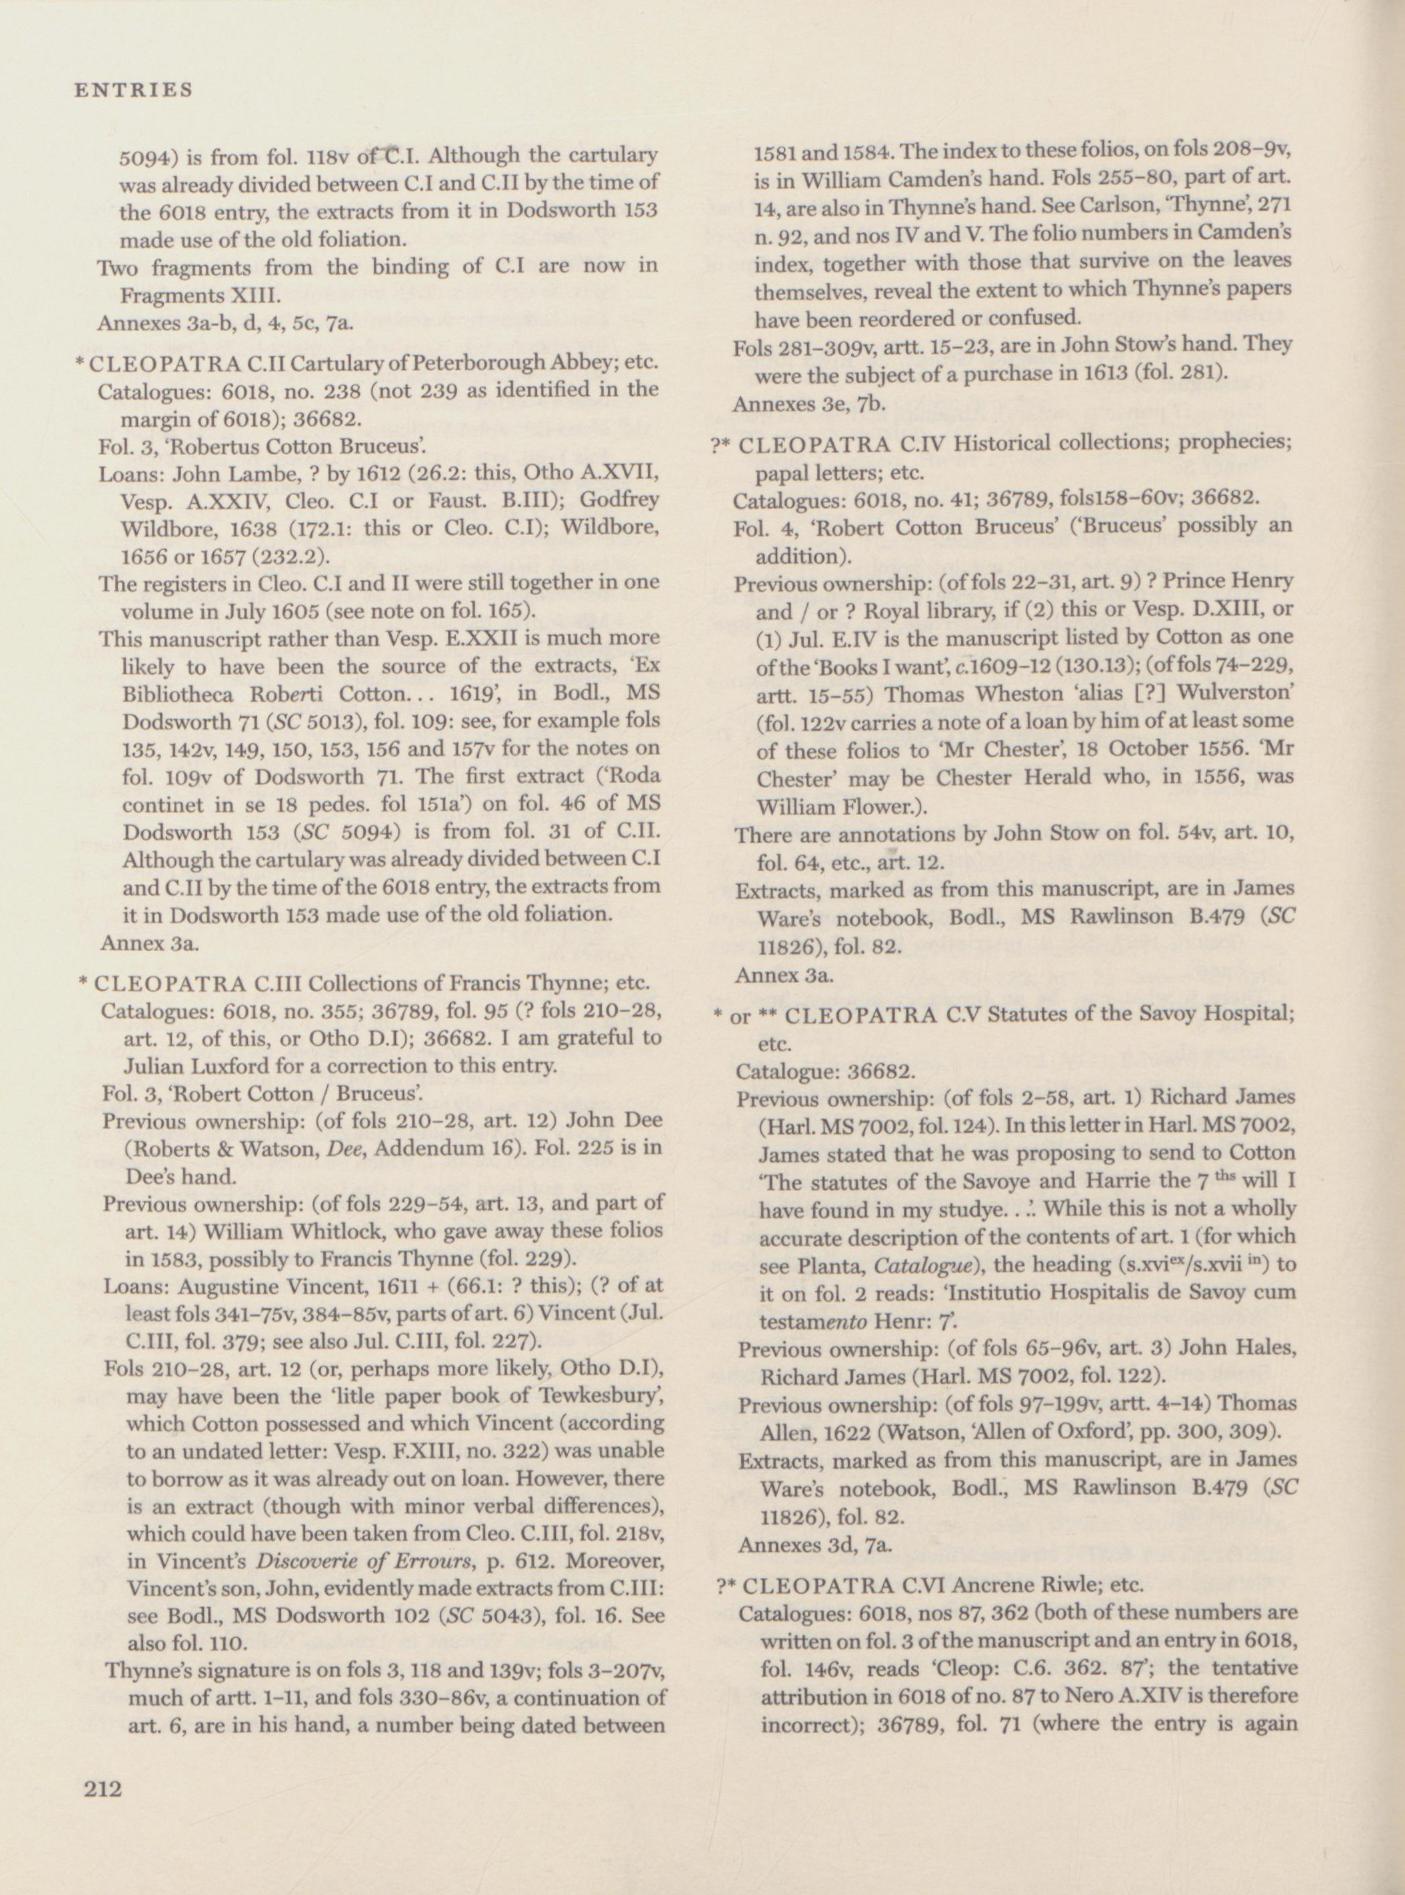 ENTRIES
5094) is from fol. 118v of C.I. Although the cartulary
was already divided between C.I and C.II by the time of
the 6018 entry, the extracts from it in Dodsworth 153
made use of the old foliation.
Two fragments from the binding of C.I are now in
Fragments XIII.
Annexes 3a-b, d, 4, 5c, 7a.
* CLEOPATRA C.II Cartulary of Peterborough Abbey; etc.
Catalogues: 6018, no. 238 (not 239 as identified in the
margin of 6018); 36682.
Fol. 3, ‘Robertus Cotton Bruceus’.
Loans: John Lambe, ? by 1612 (26.2: this, Otho A.XVII,
Vesp. A.XXIV, Cleo. C.I or Faust. B.III); Godfrey
Wildbore, 1638 (172.1: this or Cleo. C.I); Wildbore,
1656 or 1657 (232.2).
The registers in Cleo. C.I and II were still together in one
volume in July 1605 (see note on fol. 165).
This manuscript rather than Vesp. E.XXII is much more
likely to have been the source of the extracts, ‘Ex
Bibliotheca Roberti Cotton... 1619’, in Bodl., MS
Dodsworth 71 (SC 5013), fol. 109: see, for example fols
135, 142v, 149, 150, 153, 156 and 157v for the notes on
fol. 109v of Dodsworth 71. The first extract (‘Roda
continet in se 18 pedes. fol 151a’) on fol. 46 of MS
Dodsworth 153 (SC 5094) is from fol. 31 of C.II.
Although the cartulary was already divided between C.I
and C.II by the time of the 6018 entry, the extracts from
it in Dodsworth 153 made use of the old foliation.
Annex 3a.
* CLEOPATRA C.III Collections of Francis Thynne; etc.
Catalogues: 6018, no. 355; 36789, fol. 95 (? fols 210–28,
art. 12, of this, or Otho D.I); 36682. I am grateful to
Julian Luxford for a correction to this entry.
Fol. 3, ‘Robert Cotton / Bruceus’.
Previous ownership: (of fols 210–28, art. 12) John Dee
(Roberts & Watson, Dee, Addendum 16). Fol. 225 is in
Dee’s hand.
Previous ownership: (of fols 229–54, art. 13, and part of
art. 14) William Whitlock, who gave away these folios
in 1583, possibly to Francis Thynne (fol. 229).
Loans: Augustine Vincent, 1611 + (66.1: ? this); (? of at
least fols 341–75v, 384–85v, parts of art. 6) Vincent (Jul.
C.III, fol. 379; see also Jul. C.III, fol. 227).
Fols 210–28, art. 12 (or, perhaps more likely, Otho D.I),
may have been the ‘litle paper book of Tewkesbury’,
which Cotton possessed and which Vincent (according
to an undated letter: Vesp. F.XIII, no. 322) was unable
to borrow as it was already out on loan. However, there
is an extract (though with minor verbal differences),
which could have been taken from Cleo. C.III, fol. 218v,
in Vincent’s Discoverie of Errours, p. 612. Moreover,
Vincent’s son, John, evidently made extracts from C.III:
see Bodl., MS Dodsworth 102 (SC 5043), fol. 16. See
also fol. 110.
Thynne’s signature is on fols 3, 118 and 139v; fols 3–207v,
much of artt. 1–11, and fols 330–86v, a continuation of
art. 6, are in his hand, a number being dated between
1581 and 1584. The index to these folios, on fols 208–9v,
is in William Camden’s hand. Fols 255–80, part of art.
14, are also in Thynne’s hand. See Carlson, ‘Thynne’, 271
n. 92, and nos IV and V. The folio numbers in Camden’s
index, together with those that survive on the leaves
themselves, reveal the extent to which Thynne’s papers
have been reordered or confused.
Fols 281–309v, artt. 15–23, are in John Stow’s hand. They
were the subject of a purchase in 1613 (fol. 281).
Annexes 3e, 7b.
?* CLEOPATRA C.IV Historical collections; prophecies;
papal letters; etc.
Catalogues: 6018, no. 41; 36789, fols158–60v; 36682.
Fol. 4, ‘Robert Cotton Bruceus’ (‘Bruceus’ possibly an
addition).
Previous ownership: (of fols 22–31, art. 9) ? Prince Henry
and / or ? Royal library, if (2) this or Vesp. D.XIII, or
(1) Jul. E.IV is the manuscript listed by Cotton as one
of the ‘Books I want’, c.1609–12 (130.13); (of fols 74–229,
artt. 15–55) Thomas Wheston ‘alias [?] Wulverston’
(fol. 122v carries a note of a loan by him of at least some
of these folios to ‘Mr Chester’, 18 October 1556. ‘Mr
Chester’ may be Chester Herald who, in 1556, was
William Flower.).
There are annotations by John Stow on fol. 54v, art. 10,
fol. 64, etc., art. 12.
Extracts, marked as from this manuscript, are in James
Ware’s notebook, Bodl., MS Rawlinson B.479 (SC
11826), fol. 82.
Annex 3a.
* or ** CLEOPATRA C.V Statutes of the Savoy Hospital;
etc.
Catalogue: 36682.
Previous ownership: (of fols 2–58, art. 1) Richard James
(Harl. MS 7002, fol. 124). In this letter in Harl. MS 7002,
James stated that he was proposing to send to Cotton
‘The statutes of the Savoye and Harrie the 7 ths will I
have found in my studye. . .’. While this is not a wholly
accurate description of the contents of art. 1 (for which
see Planta, Catalogue), the heading (s.xvi ex/s.xvii in) to
it on fol. 2 reads: ‘Institutio Hospitalis de Savoy cum
testamento Henr: 7’.
Previous ownership: (of fols 65–96v, art. 3) John Hales,
Richard James (Harl. MS 7002, fol. 122).
Previous ownership: (of fols 97–199v, artt. 4–14) Thomas
Allen, 1622 (Watson, ‘Allen of Oxford’, pp. 300, 309).
Extracts, marked as from this manuscript, are in James
Ware’s notebook, Bodl., MS Rawlinson B.479 (SC
11826), fol. 82.
Annexes 3d, 7a.
?* CLEOPATRA C.VI Ancrene Riwle; etc.
Catalogues: 6018, nos 87, 362 (both of these numbers are
written on fol. 3 of the manuscript and an entry in 6018,
fol. 146v, reads ‘Cleop: C.6. 362. 87’; the tentative
attribution in 6018 of no. 87 to Nero A.XIV is therefore
incorrect); 36789, fol. 71 (where the entry is again
212